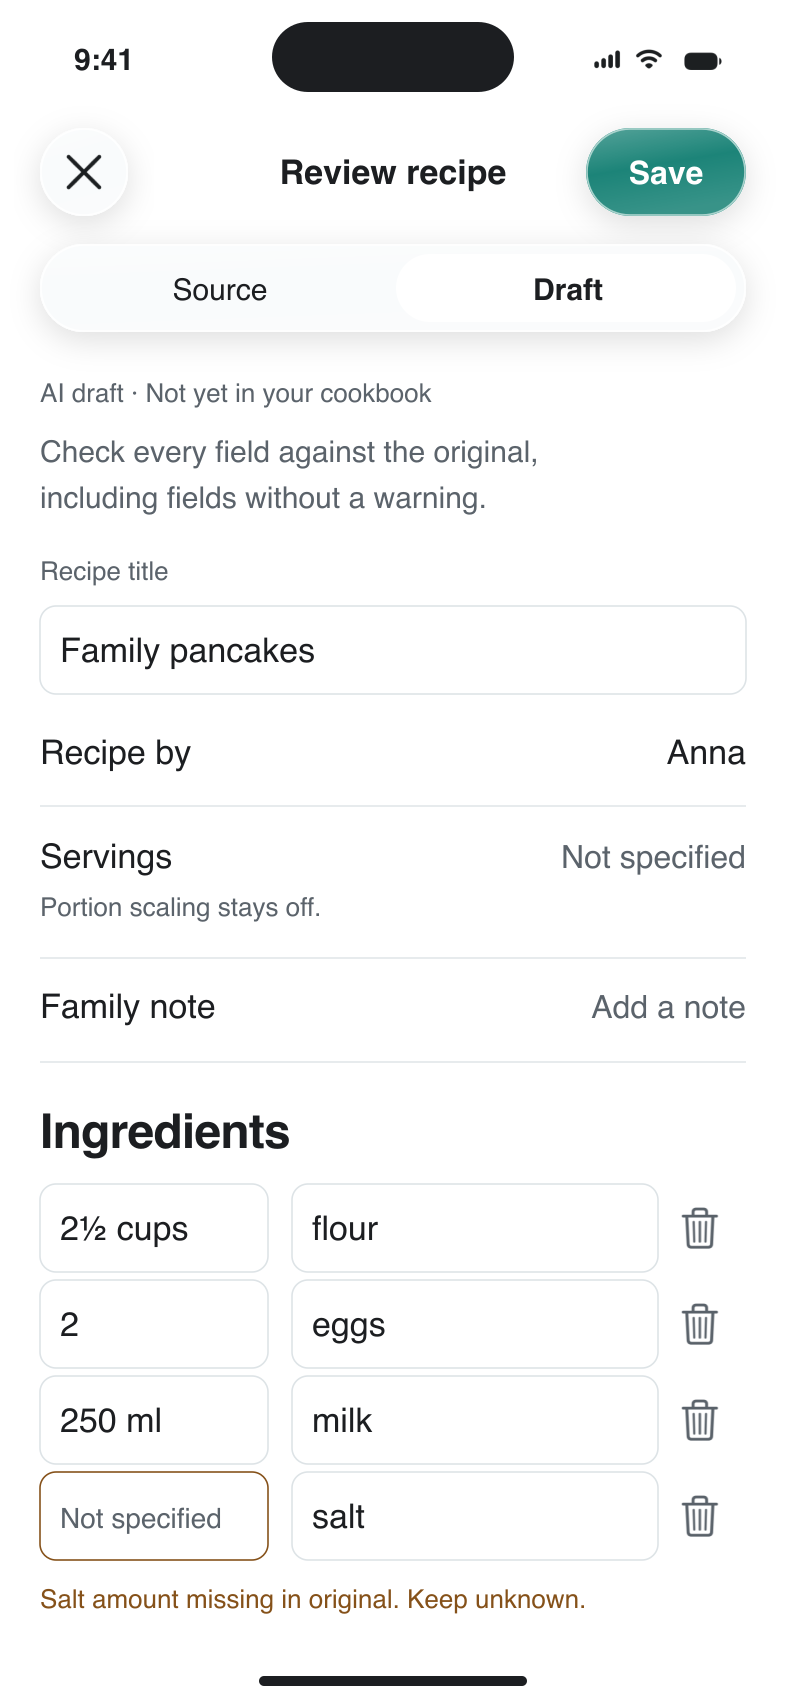 9:41
Review recipe
Save
Source
Draft
AI draft · Not yet in your cookbook
Check every field against the original,
including fields without a warning.
Recipe title
Family pancakes
Recipe by
Anna
Servings
Not specified
Portion scaling stays off.
Family note
Add a note
Ingredients
2½ cups
flour
2
eggs
250 ml
milk
Not specified
salt
Salt amount missing in original. Keep unknown.